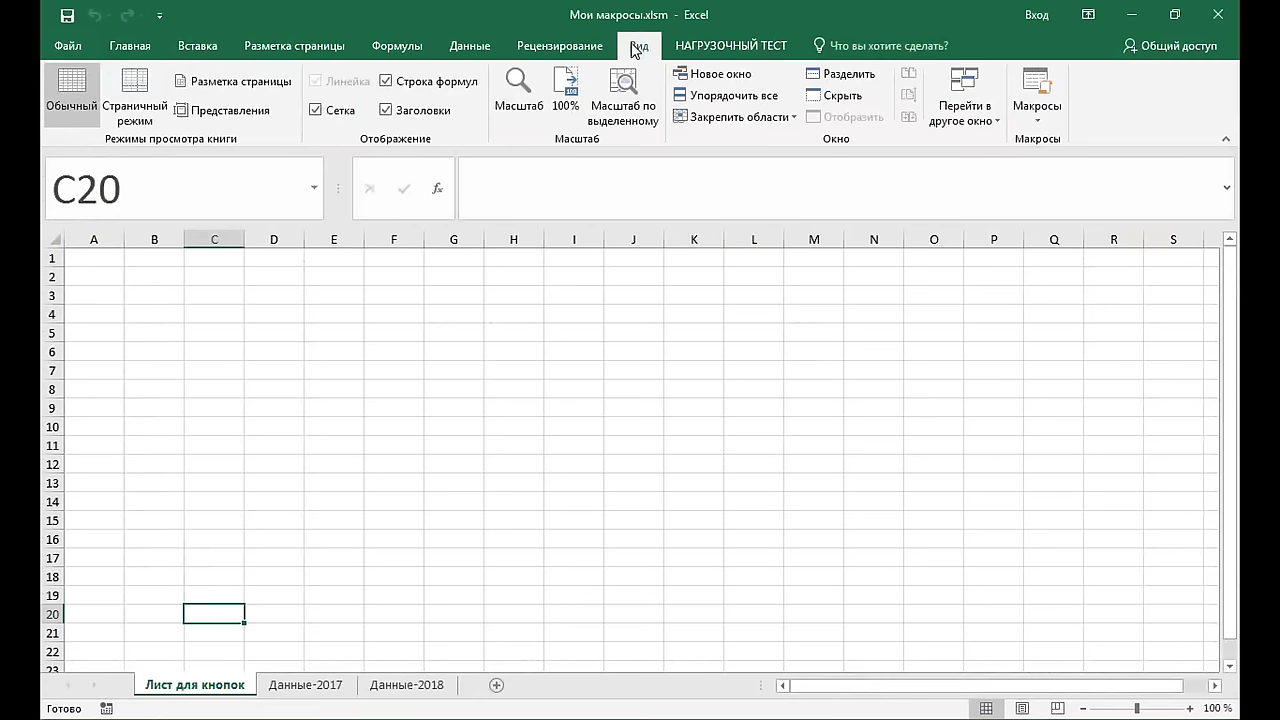 Мои макросы.xlsm - Excel
Вход
Файл
Главная
Вставка
Разметка страницы
Формулы
Данные
Рецензирование
Вид
НАГРУЗОЧНЫЙ ТЕСТ
Что вы хотите сделать?
Общий доступ
Обычный
Страничный режим
Разметка страницы
Представления
Режимы просмотра книги
Линейка
Строка формул
Сетка
Заголовки
Отображение
Масштаб
100%
Масштаб по выделенному
Масштаб
Новое окно
Упорядочить все
Закрепить области
Разделить
Скрыть
Отобразить
Перейти в другое окно
Окно
Макросы
Макросы
C20
fx
A B C D E F G H I J K L M N O P Q R S
1
2
3
4
5
6
7
8
9
10
11
12
13
14
15
16
17
18
19
20
21
22
23
Лист для кнопок
Данные-2017
Данные-2018
Готово
100 %